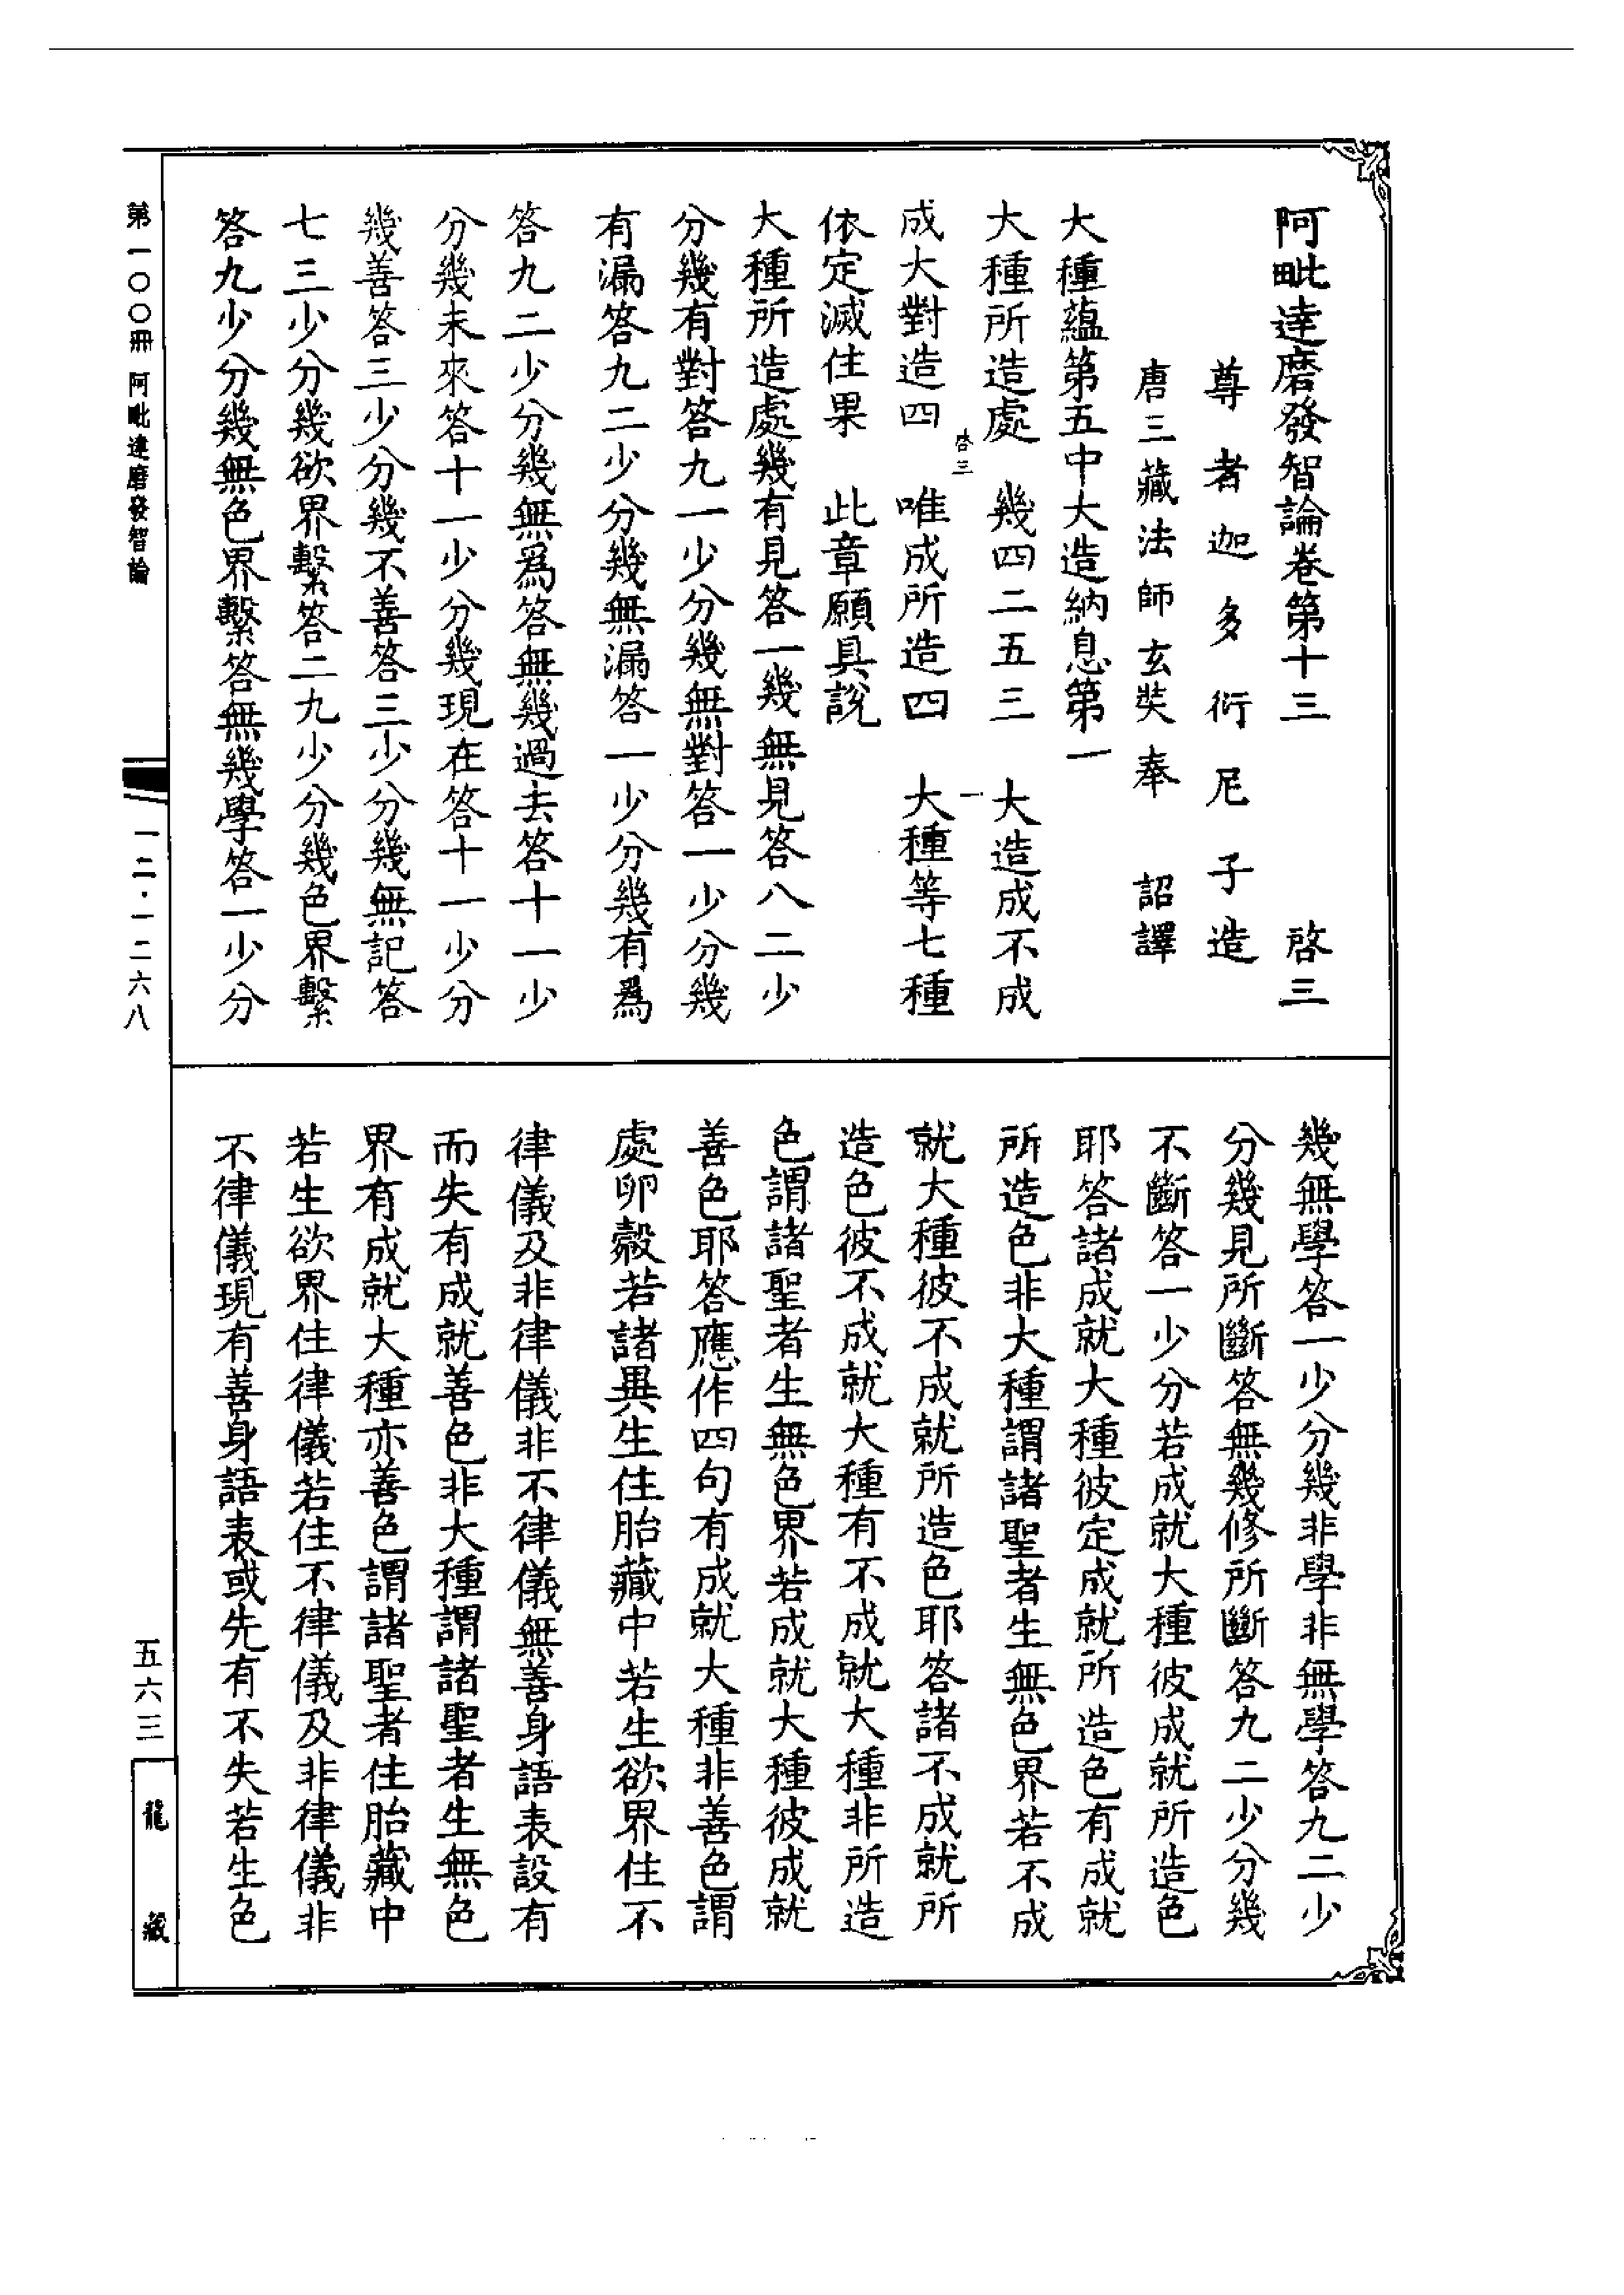 阿毗達磨發智論卷第十三　啓三
尊者迦多衍尼子造
唐三藏法師玄奘奉　詔譯
大種蘊第五中大造納息第一
大種所造處　幾四二五三　大造成不成
啓三　一
成大對造四　唯成所造四　大種等七種
依定滅住果　此章願具說
大種所造處幾有見答一幾無見答八二少
分幾有對答九一少分幾無對答一少分幾
有漏答九二少分幾無漏答一少分幾有爲
答九二少分幾無爲答無幾過去答十一少
分幾未來答十一少分幾現在答十一少分
幾善答三少分幾不善答三少分幾無記答
七三少分幾欲界繫答二九少分幾色界繫
答九少分幾無色界繫答無幾學答一少分
幾無學答一少分幾非學非無學答九二少
分幾見所斷答無幾修所斷答九二少分幾
不斷答一少分若成就大種彼成就所造色
耶答諸成就大種彼定成就所造色有成就
所造色非大種謂諸聖者生無色界若不成
就大種彼不成就所造色耶答諸不成就所
造色彼不成就大種有不成就大種非所造
色謂諸聖者生無色界若成就大種彼成就
善色耶答應作四句有成就大種非善色謂
處卵㲉若諸異生住胎藏中若生欲界住不
律儀及非律儀非不律儀無善身語表設有
而失有成就善色非大種謂諸聖者生無色
界有成就大種亦善色謂諸聖者住胎藏中
若生欲界住律儀若住不律儀及非律儀非
不律儀現有善身語表或先有不失若生色
第一〇〇冊　阿毗達磨發智論
一二·一二六八
五六三
龍藏